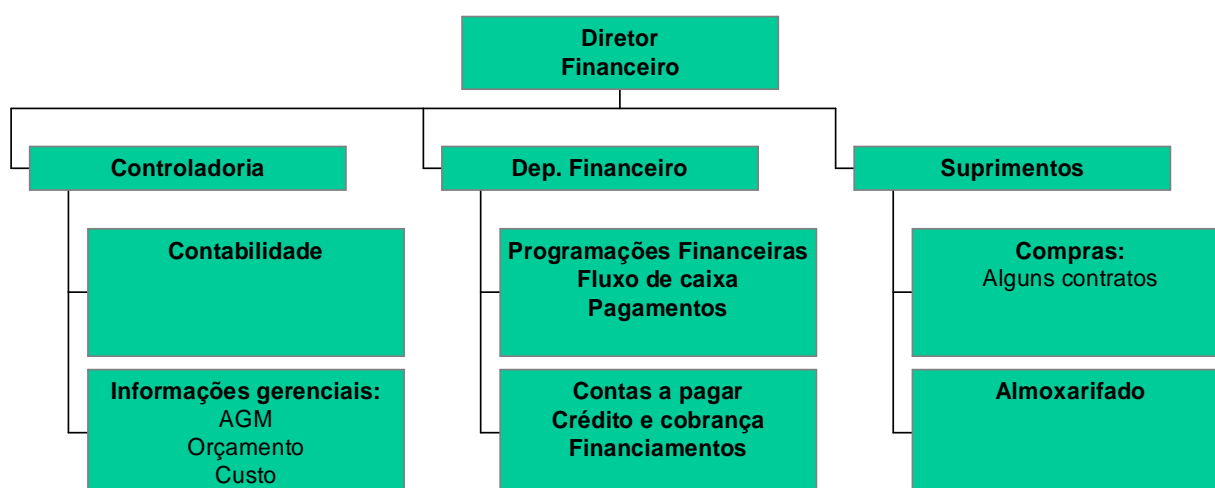 Diretor
Financeiro
Controladoria
Dep. Financeiro
Suprimentos
Contabilidade
Programações Financeiras
Fluxo de caixa
Pagamentos
Compras:
Alguns contratos
Informações gerenciais:
AGM
Orçamento
Custo
Contas a pagar
Crédito e cobrança
Financiamentos
Almoxarifado